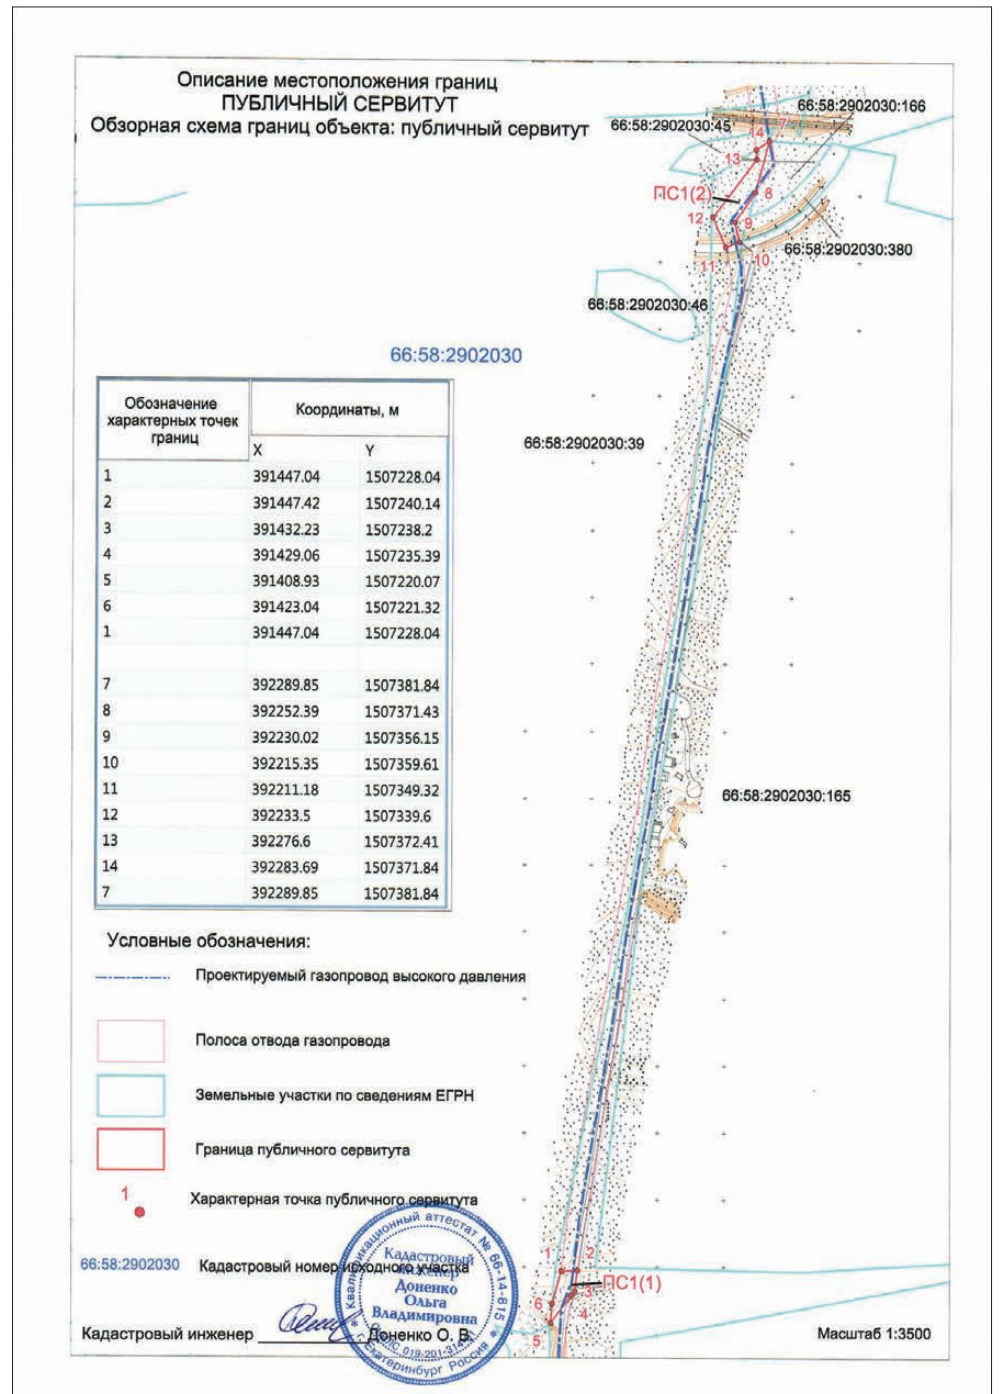 Описание местоположения границ
ПУБЛИЧНЫЙ СЕРВИТУТ
Обзорная схема границ объекта: публичный сервитут
66:58:2902030:166
66:58:2902030:45
14
7
13
ПС1(2)
8
12
9
66:58:2902030:380
11
10
66:58:2902030:46
66:58:2902030
66:58:2902030:39
Обозначение характерных точек границ Координаты, м
X Y
1 391447.04 1507228.04
2 391447.42 1507240.14
3 391432.23 1507238.2
4 391429.06 1507235.39
5 391408.93 1507220.07
6 391423.04 1507221.32
1 391447.04 1507228.04
7 392289.85 1507381.84
8 392252.39 1507371.43
9 392230.02 1507356.15
10 392215.35 1507359.61
11 392211.18 1507349.32
12 392233.5 1507339.6
13 392276.6 1507372.41
14 392283.69 1507371.84
7 392289.85 1507381.84
66:58:2902030:165
Условные обозначения:
Проектируемый газопровод высокого давления
Полоса отвода газопровода
Земельные участки по сведениям ЕГРН
Граница публичного сервитута
1
Характерная точка публичного сервитута
66:58:2902030 Кадастровый номер исходного участка
1
2
ПС1(1)
3
6
4
5
Квалификационный аттестат № 66-14-815
Кадастровый
инженер
Доненко
Ольга
Владимировна
г. Екатеринбург Россия
Кадастровый инженер Доненко О. В.
Масштаб 1:3500